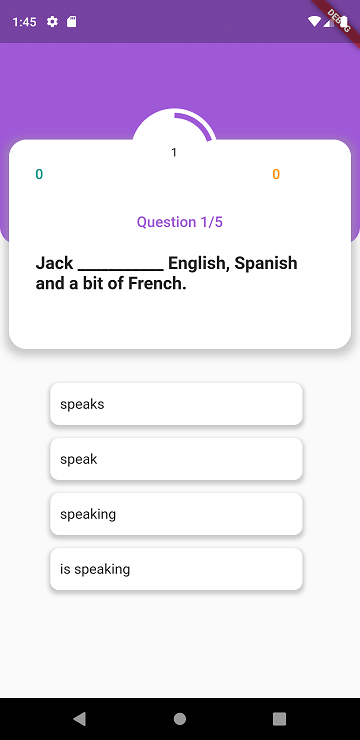 1:45
DEBUG
1
0 0
Question 1/5
Jack ___________ English, Spanish
and a bit of French.
speaks
speak
speaking
is speaking